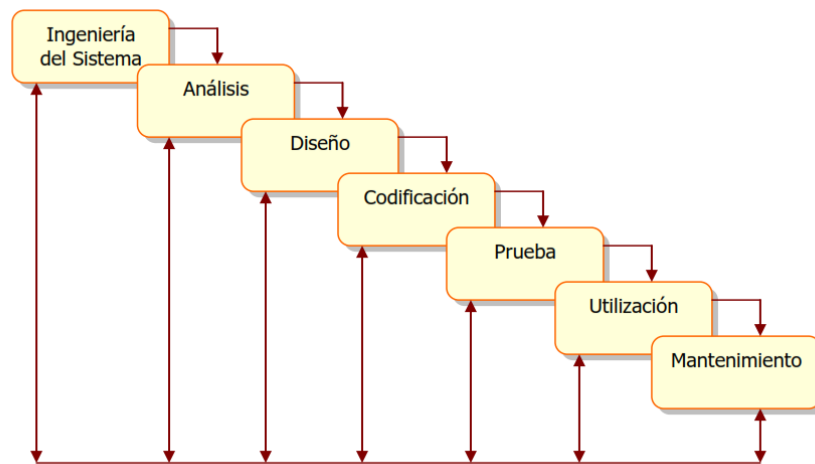 Ingeniería
del Sistema
Análisis
Diseño
Codificación
Prueba
Utilización
Mantenimiento